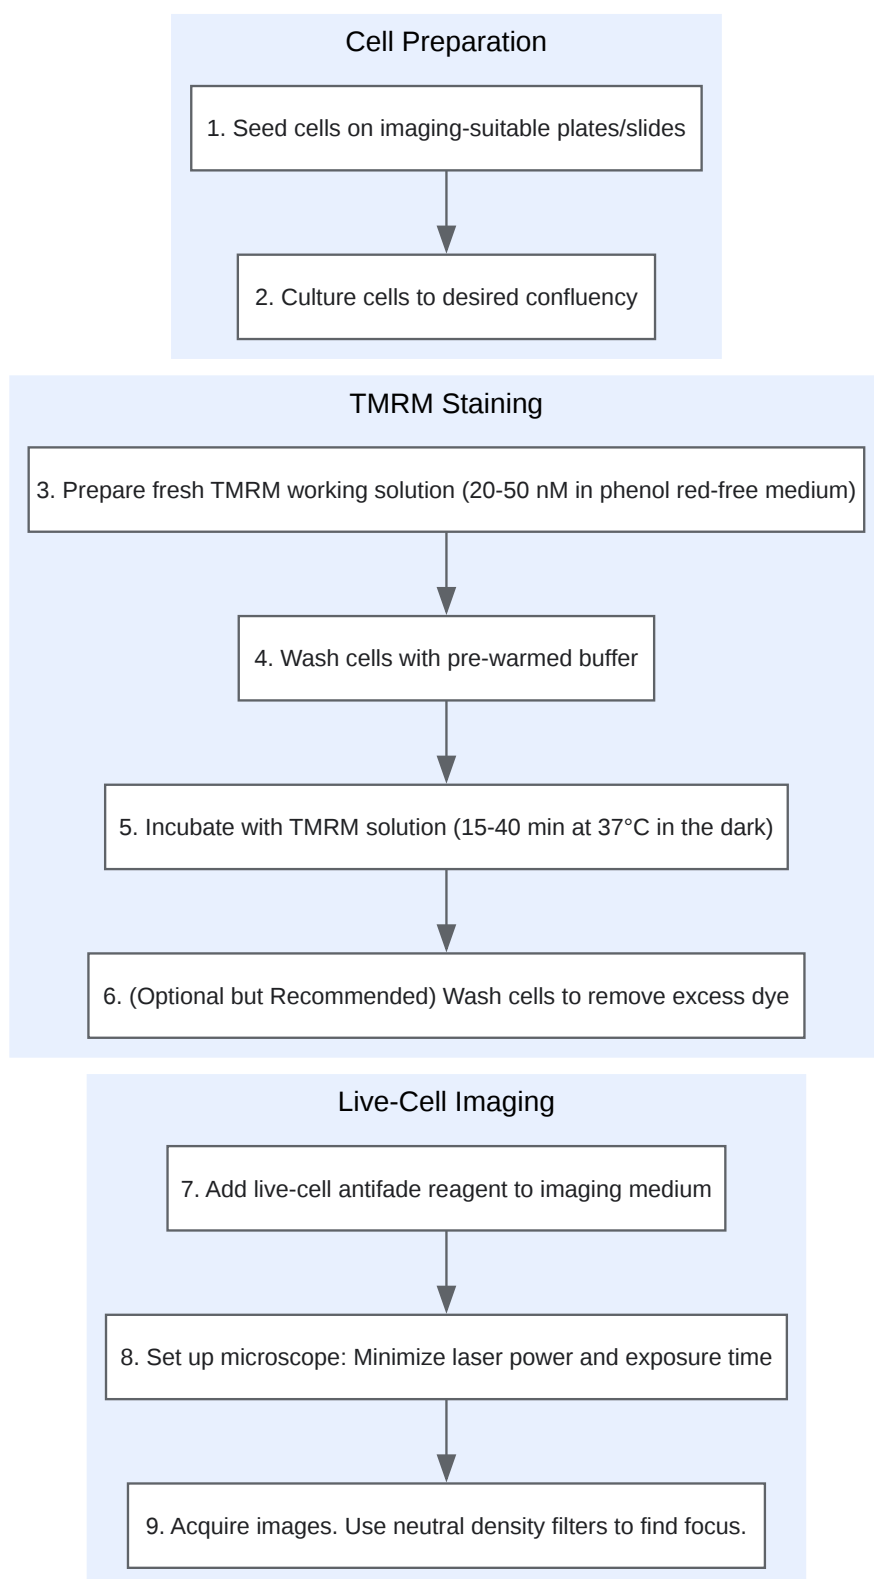 Cell Preparation
1. Seed cells on imaging-suitable plates/slides
2. Culture cells to desired confluency
TMRM Staining
3. Prepare fresh TMRM working solution (20-50 nM in phenol red-free medium)
4. Wash cells with pre-warmed buffer
5. Incubate with TMRM solution (15-40 min at 37°C in the dark)
6. (Optional but Recommended) Wash cells to remove excess dye
Live-Cell Imaging
7. Add live-cell antifade reagent to imaging medium
8. Set up microscope: Minimize laser power and exposure time
9. Acquire images. Use neutral density filters to find focus.